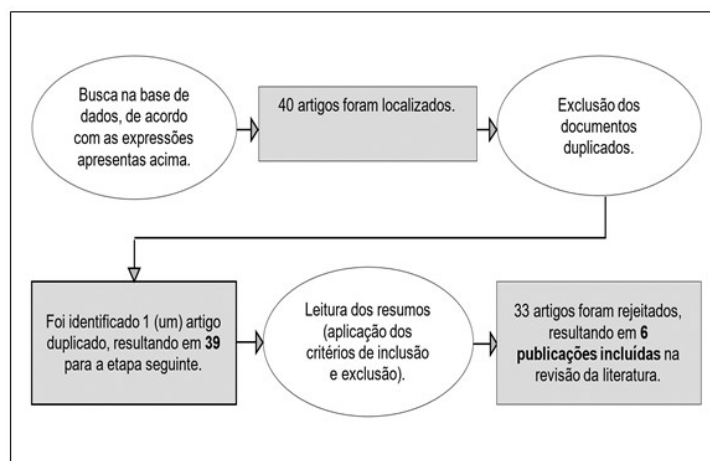 Busca na base de
dados, de acordo
com as expressões
apresentas acima.
40 artigos foram localizados.
Exclusão dos
documentos
duplicados.
Foi identificado 1 (um) artigo
duplicado, resultando em 39
para a etapa seguinte.
Leitura dos resumos
(aplicação dos
critérios de inclusão
e exclusão).
33 artigos foram rejeitados,
resultando em 6
publicações incluídas na
revisão da literatura.